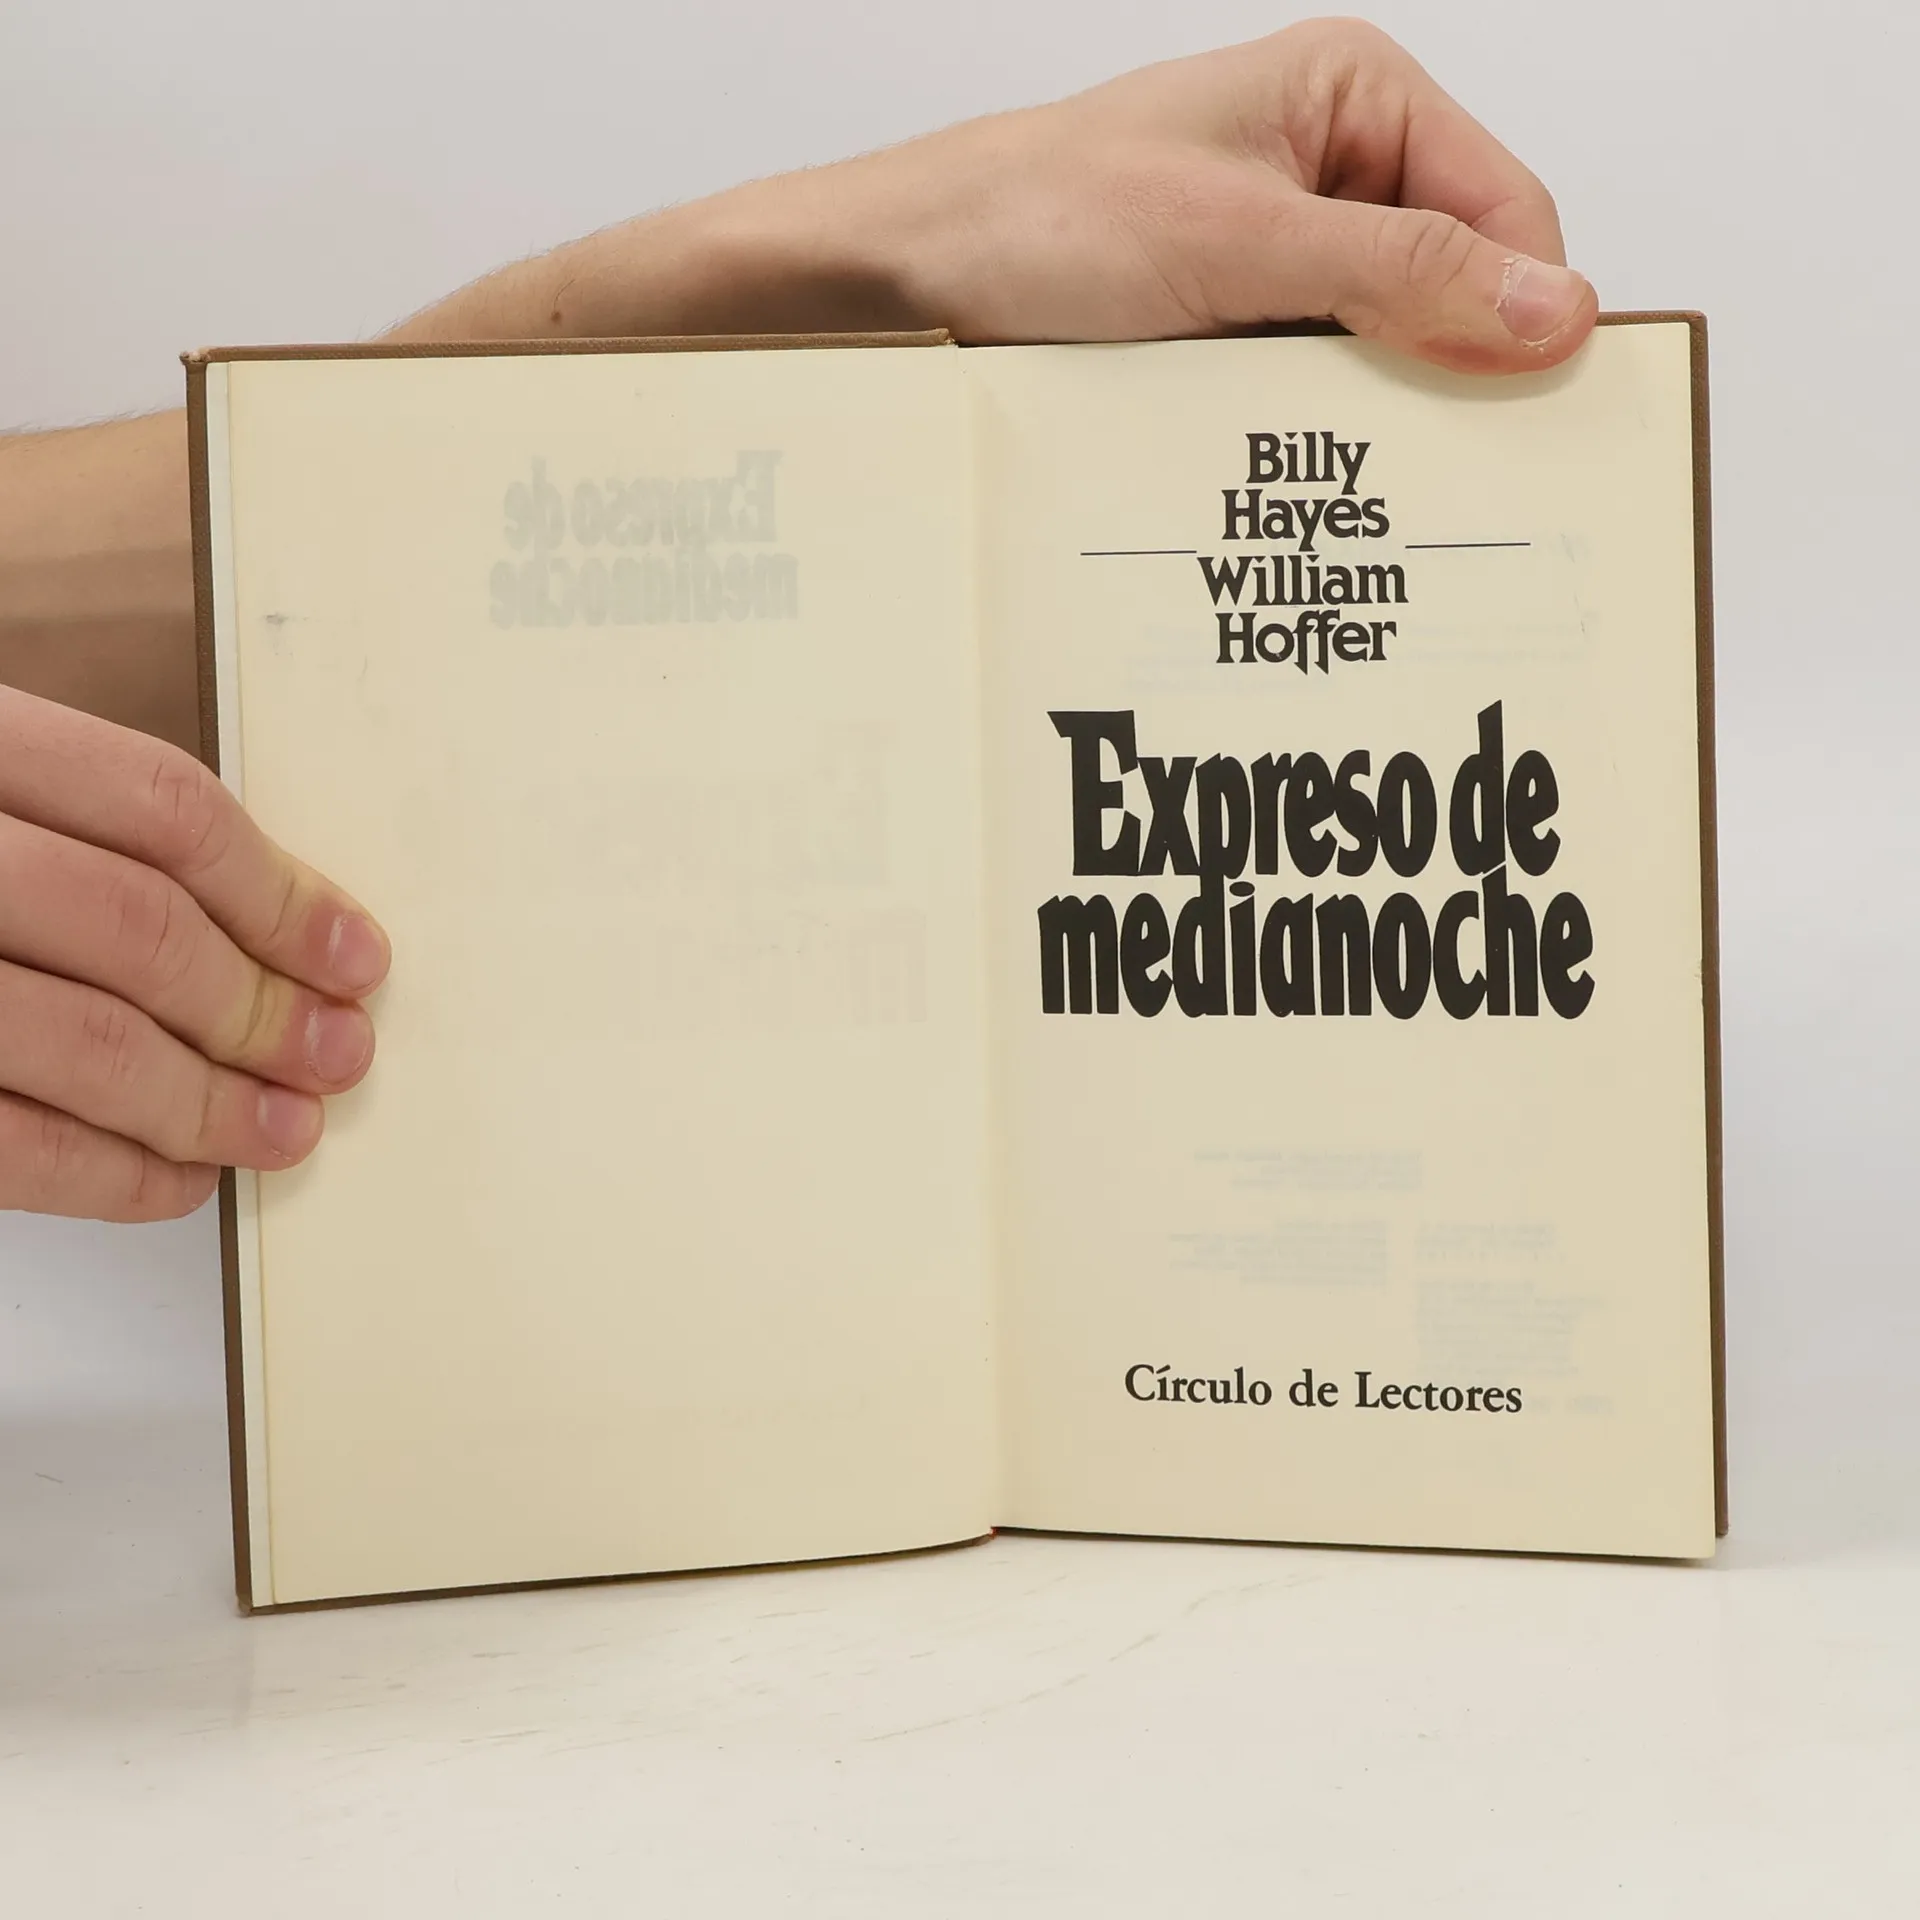 Billy
Hayes
William
Hoffer
Expreso de
medianoche
Círculo de Lectores